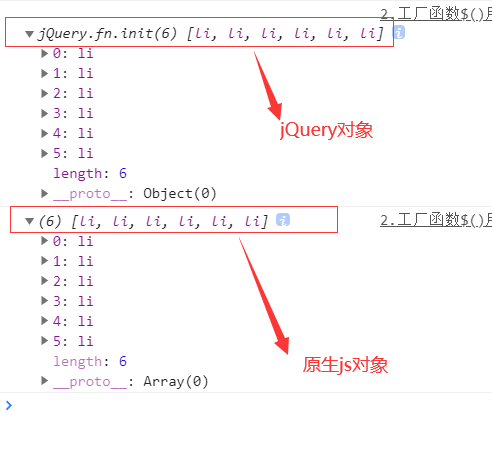 2.工厂函数$()用
▼jQuery.fn.init(6) [li, li, li, li, li, li] i
▶0: li
▶1: li
▶2: li
▶3: li
▶4: li
▶5: li
length: 6
▶__proto__: Object(0)
jQuery对象
▼(6) [li, li, li, li, li, li] i
2.工厂函数$()用
▶0: li
▶1: li
▶2: li
▶3: li
▶4: li
▶5: li
length: 6
▶__proto__: Array(0)
原生js对象